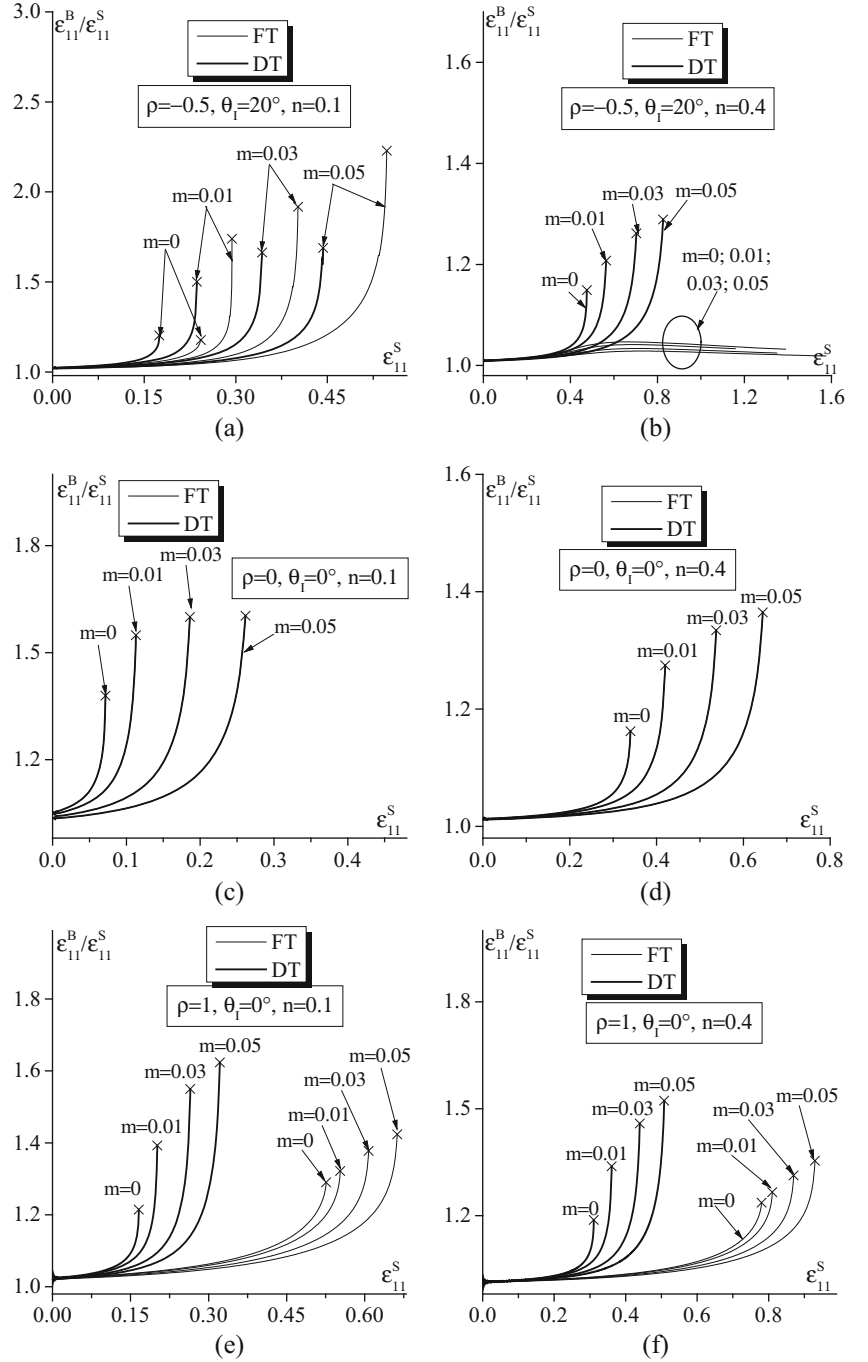 ε₁₁ᴮ/ε₁₁ˢ
FT
DT
ρ=−0.5, θ_I=20°, n=0.1
3.0
2.5
2.0
1.5
1.0
m=0.03
m=0.05
m=0.01
m=0
ε₁₁ˢ
0.00
0.15
0.30
0.45
(a)
ε₁₁ᴮ/ε₁₁ˢ
FT
DT
ρ=−0.5, θ_I=20°, n=0.4
1.6
1.4
1.2
1.0
m=0.03
m=0.05
m=0.01
m=0
m=0; 0.01;
0.03; 0.05
ε₁₁ˢ
0.0
0.4
0.8
1.2
1.6
(b)
ε₁₁ᴮ/ε₁₁ˢ
FT
DT
ρ=0, θ_I=0°, n=0.1
1.8
1.5
1.2
m=0.03
m=0.01
m=0
m=0.05
ε₁₁ˢ
0.0
0.1
0.2
0.3
0.4
(c)
ε₁₁ᴮ/ε₁₁ˢ
FT
DT
ρ=0, θ_I=0°, n=0.4
1.6
1.4
1.2
1.0
m=0.05
m=0.03
m=0.01
m=0
ε₁₁ˢ
0.0
0.2
0.4
0.6
0.8
(d)
ε₁₁ᴮ/ε₁₁ˢ
FT
DT
ρ=1, θ_I=0°, n=0.1
1.8
1.6
1.4
1.2
1.0
m=0.05
m=0.03
m=0.01
m=0
m=0.05
m=0.03
m=0.01
m=0
ε₁₁ˢ
0.00
0.15
0.30
0.45
0.60
(e)
ε₁₁ᴮ/ε₁₁ˢ
FT
DT
ρ=1, θ_I=0°, n=0.4
1.8
1.5
1.2
m=0.05
m=0.03
m=0.01
m=0
m=0.05
m=0.03
m=0.01
m=0
ε₁₁ˢ
0.0
0.2
0.4
0.6
0.8
(f)